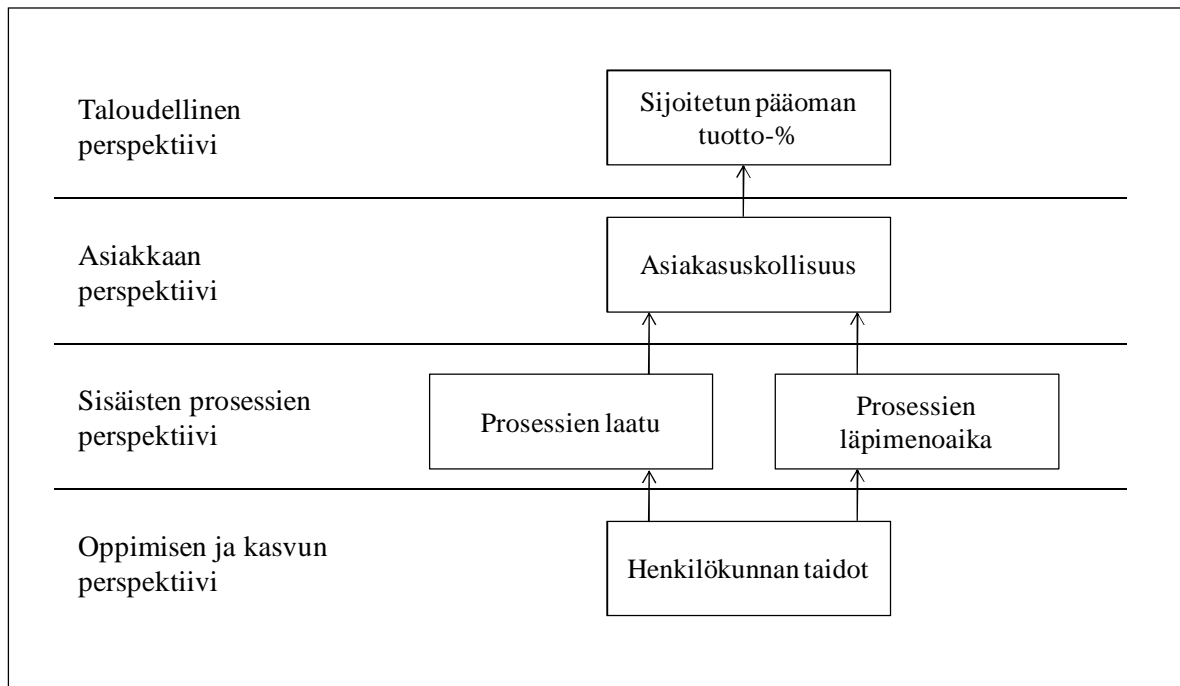 Taloudellinen
perspektiivi
Sijoitetun pääoman
tuotto-%
Asiakkaan
perspektiivi
Asiakasuskollisuus
Sisäisten prosessien
perspektiivi
Prosessien laatu
Prosessien
läpimenoaika
Oppimisen ja kasvun
perspektiivi
Henkilökunnan taidot